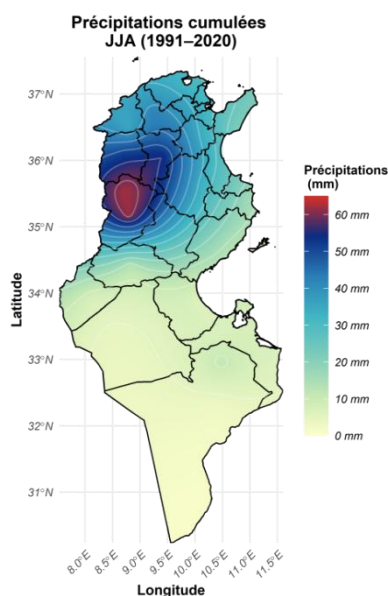 Précipitations cumulées
JJA (1991–2020)
37°N
36°N
35°N
34°N
33°N
32°N
31°N
Latitude
8.0°E
8.5°E
9.0°E
9.5°E
10.0°E
10.5°E
11.0°E
11.5°E
Longitude
Précipitations
(mm)
60 mm
50 mm
40 mm
30 mm
20 mm
10 mm
0 mm